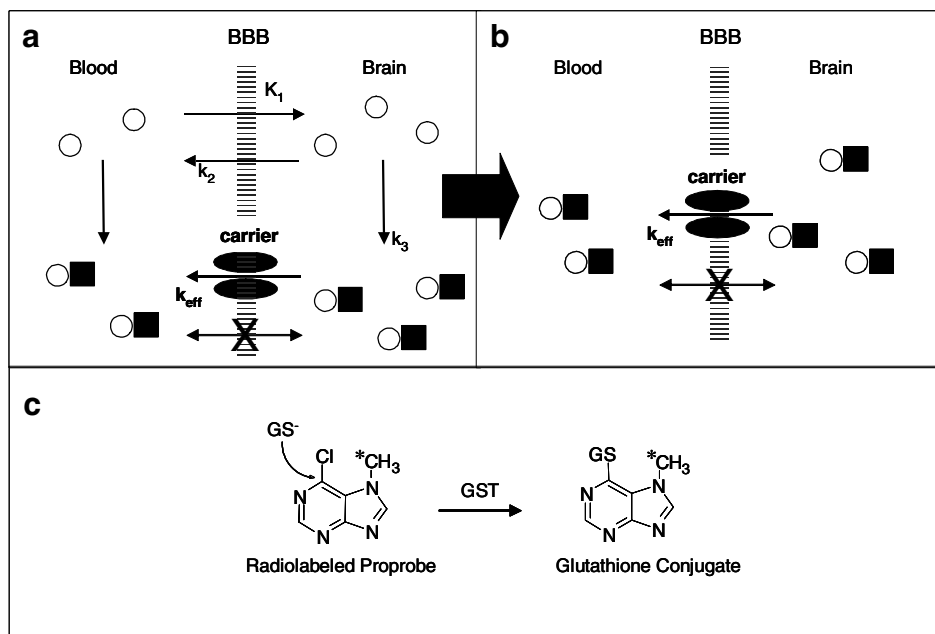 a
BBB
Blood
Brain
K1
k2
k3
carrier
keff
X
b
BBB
Blood
Brain
carrier
keff
X
c
GS-
Cl
*CH3
N
N
N
N
GST
GS
*CH3
N
N
N
N
Radiolabeled Proprobe
Glutathione Conjugate